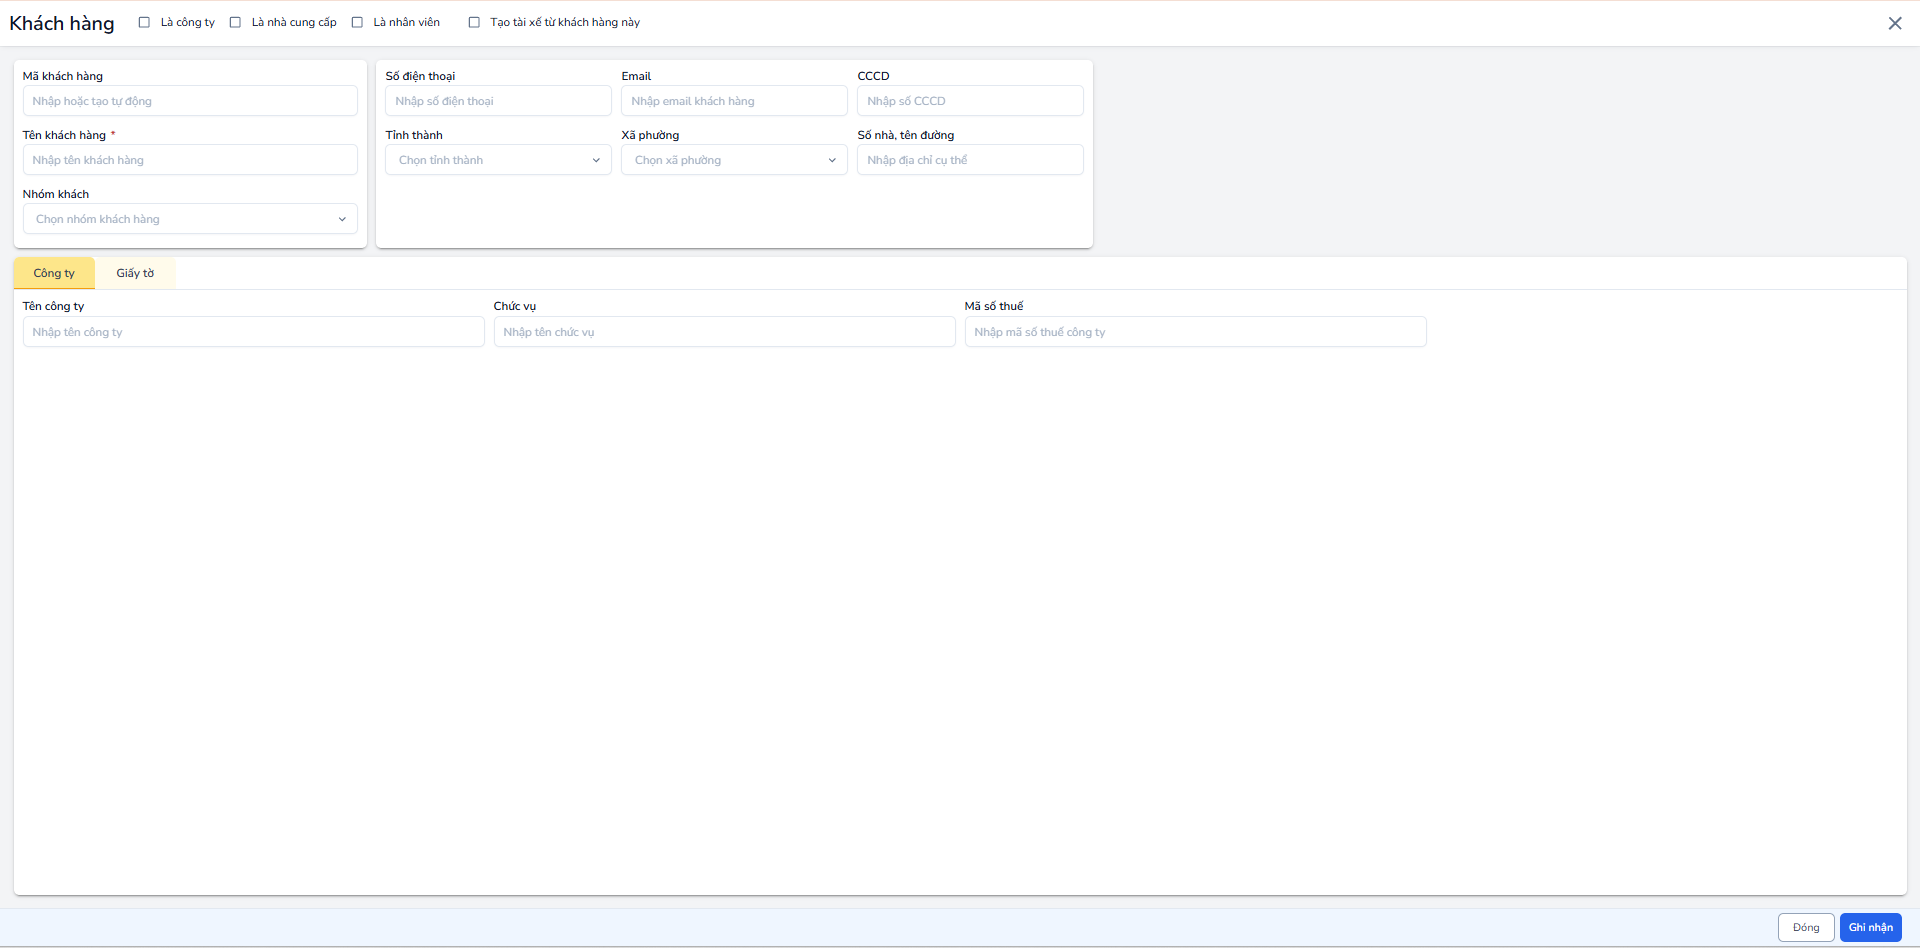 Khách hàng
Là công ty
Là nhà cung cấp
Là nhân viên
Tạo tài xế từ khách hàng này
Mã khách hàng
Nhập hoặc tạo tự động
Tên khách hàng *
Nhập tên khách hàng
Nhóm khách
Chọn nhóm khách hàng
Số điện thoại
Nhập số điện thoại
Email
Nhập email khách hàng
CCCD
Nhập số CCCD
Tỉnh thành
Chọn tỉnh thành
Xã phường
Chọn xã phường
Số nhà, tên đường
Nhập địa chỉ cụ thể
Công ty
Giấy tờ
Tên công ty
Nhập tên công ty
Chức vụ
Nhập tên chức vụ
Mã số thuế
Nhập mã số thuế công ty
Đóng
Ghi nhận